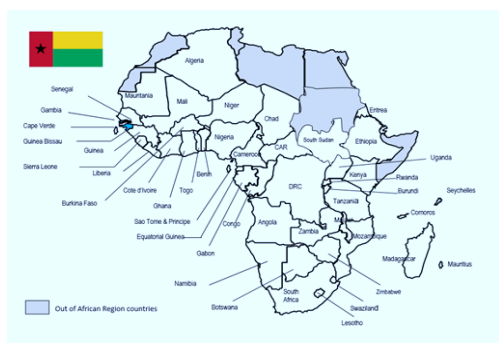 Algeria
Senegal
Mauritania
Mali
Niger
Eritrea
Gambia
Chad
Cape Verde
Nigeria
South Sudan
Ethiopia
Guinea Bissau
Guinea
Cameroon
CAR
Uganda
Sierra Leone
Liberia
Benin
Kenya
Rwanda
Cote d'Ivoire
Togo
DRC
Burundi
Seychelles
Burkina Faso
Ghana
Tanzania
Sao Tome & Principe
Congo
Comoros
Equatorial Guinea
Angola
Zambia
Mozambique
Gabon
Madagascar
Mauritius
Namibia
Zimbabwe
South
Africa
Botswana
Swaziland
Lesotho
Out of African Region countries